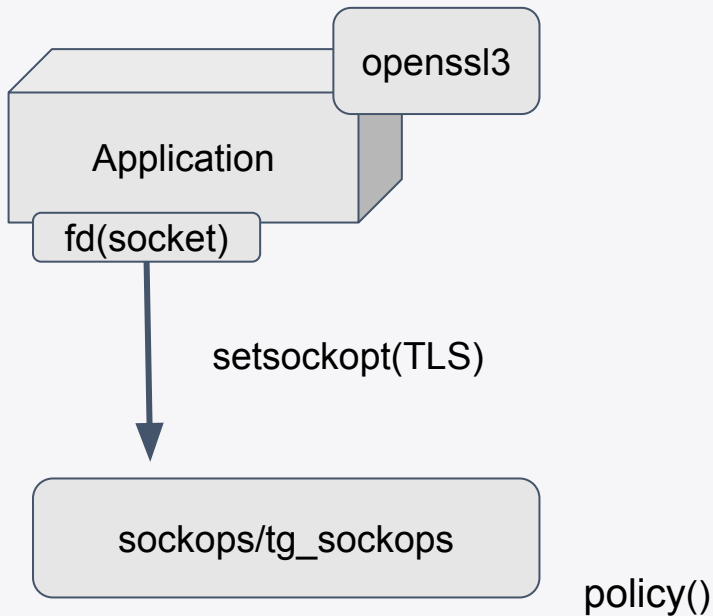 openssl3
Application
fd(socket)
setsockopt(TLS)
sockops/tg_sockops
policy()